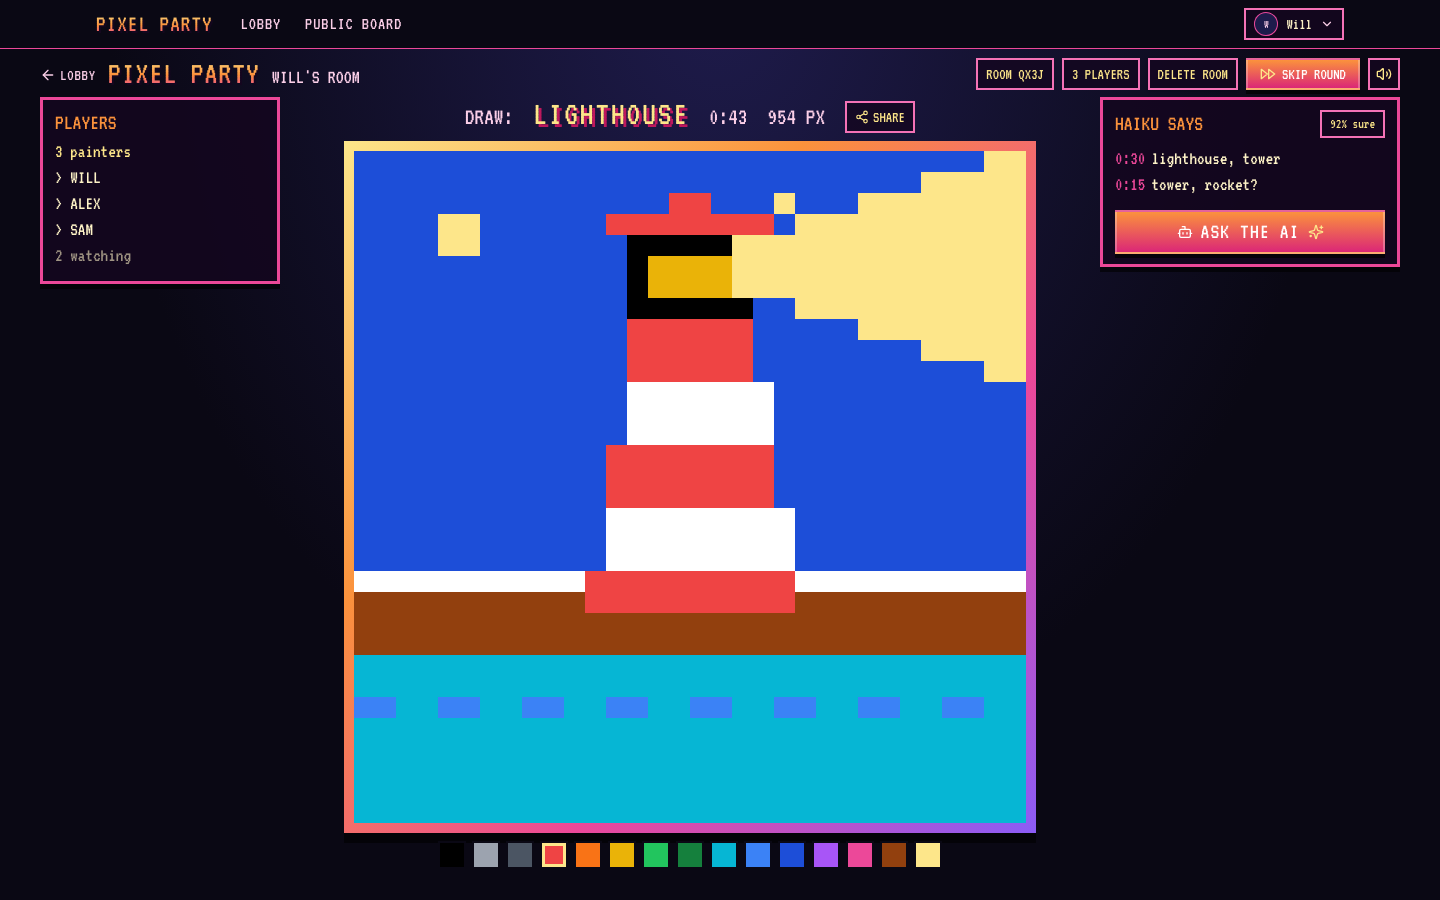 PIXEL PARTY LOBBY PUBLIC BOARD W Will
LOBBY PIXEL PARTY WILL'S ROOM ROOM QX3J 3 PLAYERS DELETE ROOM SKIP ROUND
PLAYERS
3 painters
WILL
ALEX
SAM
2 watching
DRAW: LIGHTHOUSE 0:43 954 PX SHARE
HAIKU SAYS 92% sure
0:30 lighthouse, tower
0:15 tower, rocket?
ASK THE AI